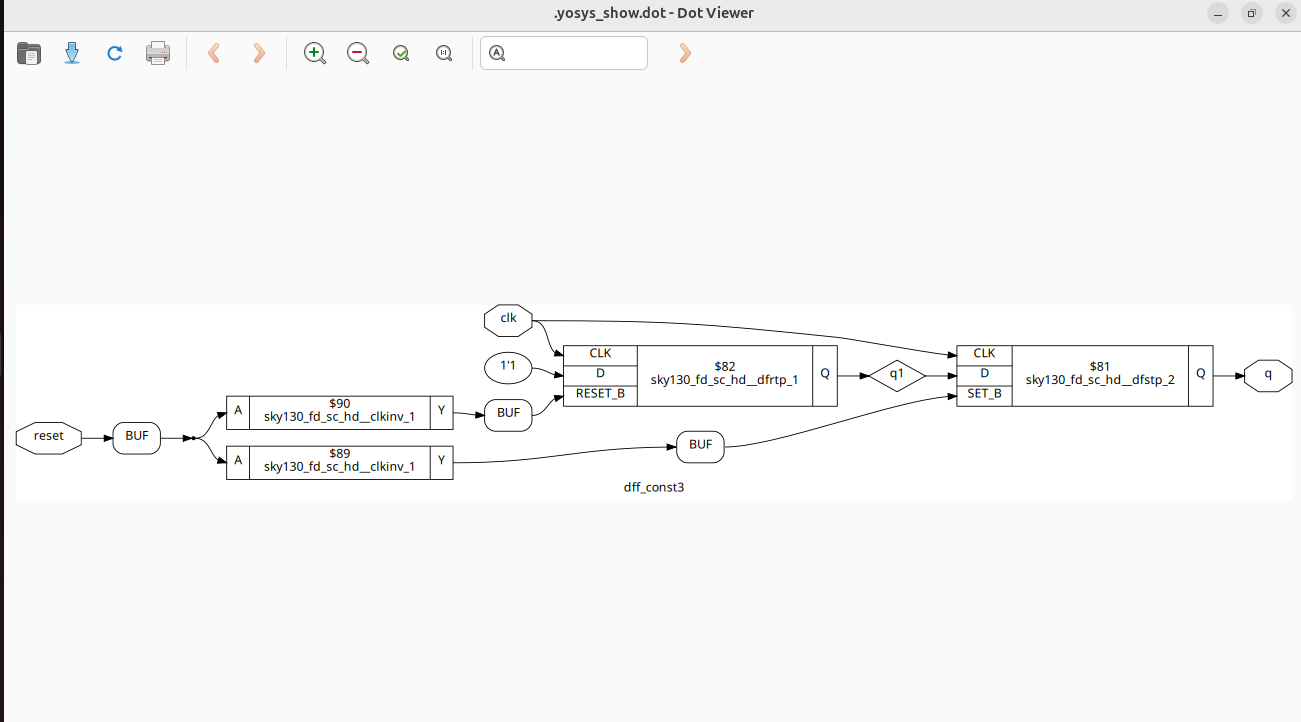 .yosys_show.dot - Dot Viewer
clk
CLK
D
RESET_B
$82
sky130_fd_sc_hd__dfrtp_1
Q
1'1
q1
CLK
D
SET_B
$81
sky130_fd_sc_hd__dfstp_2
Q
q
reset
BUF
A
$90
sky130_fd_sc_hd__clkinv_1
Y
BUF
A
$89
sky130_fd_sc_hd__clkinv_1
Y
BUF
dff_const3